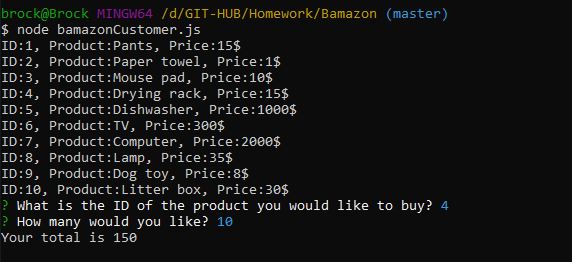 brock@Brock MINGW64 /d/GIT-HUB/Homework/Bamazon (master)
$ node bamazonCustomer.js
ID:1, Product:Pants, Price:15$
ID:2, Product:Paper towel, Price:1$
ID:3, Product:Mouse pad, Price:10$
ID:4, Product:Drying rack, Price:15$
ID:5, Product:Dishwasher, Price:1000$
ID:6, Product:TV, Price:300$
ID:7, Product:Computer, Price:2000$
ID:8, Product:Lamp, Price:35$
ID:9, Product:Dog toy, Price:8$
ID:10, Product:Litter box, Price:30$
? What is the ID of the product you would like to buy? 4
? How many would you like? 10
Your total is 150